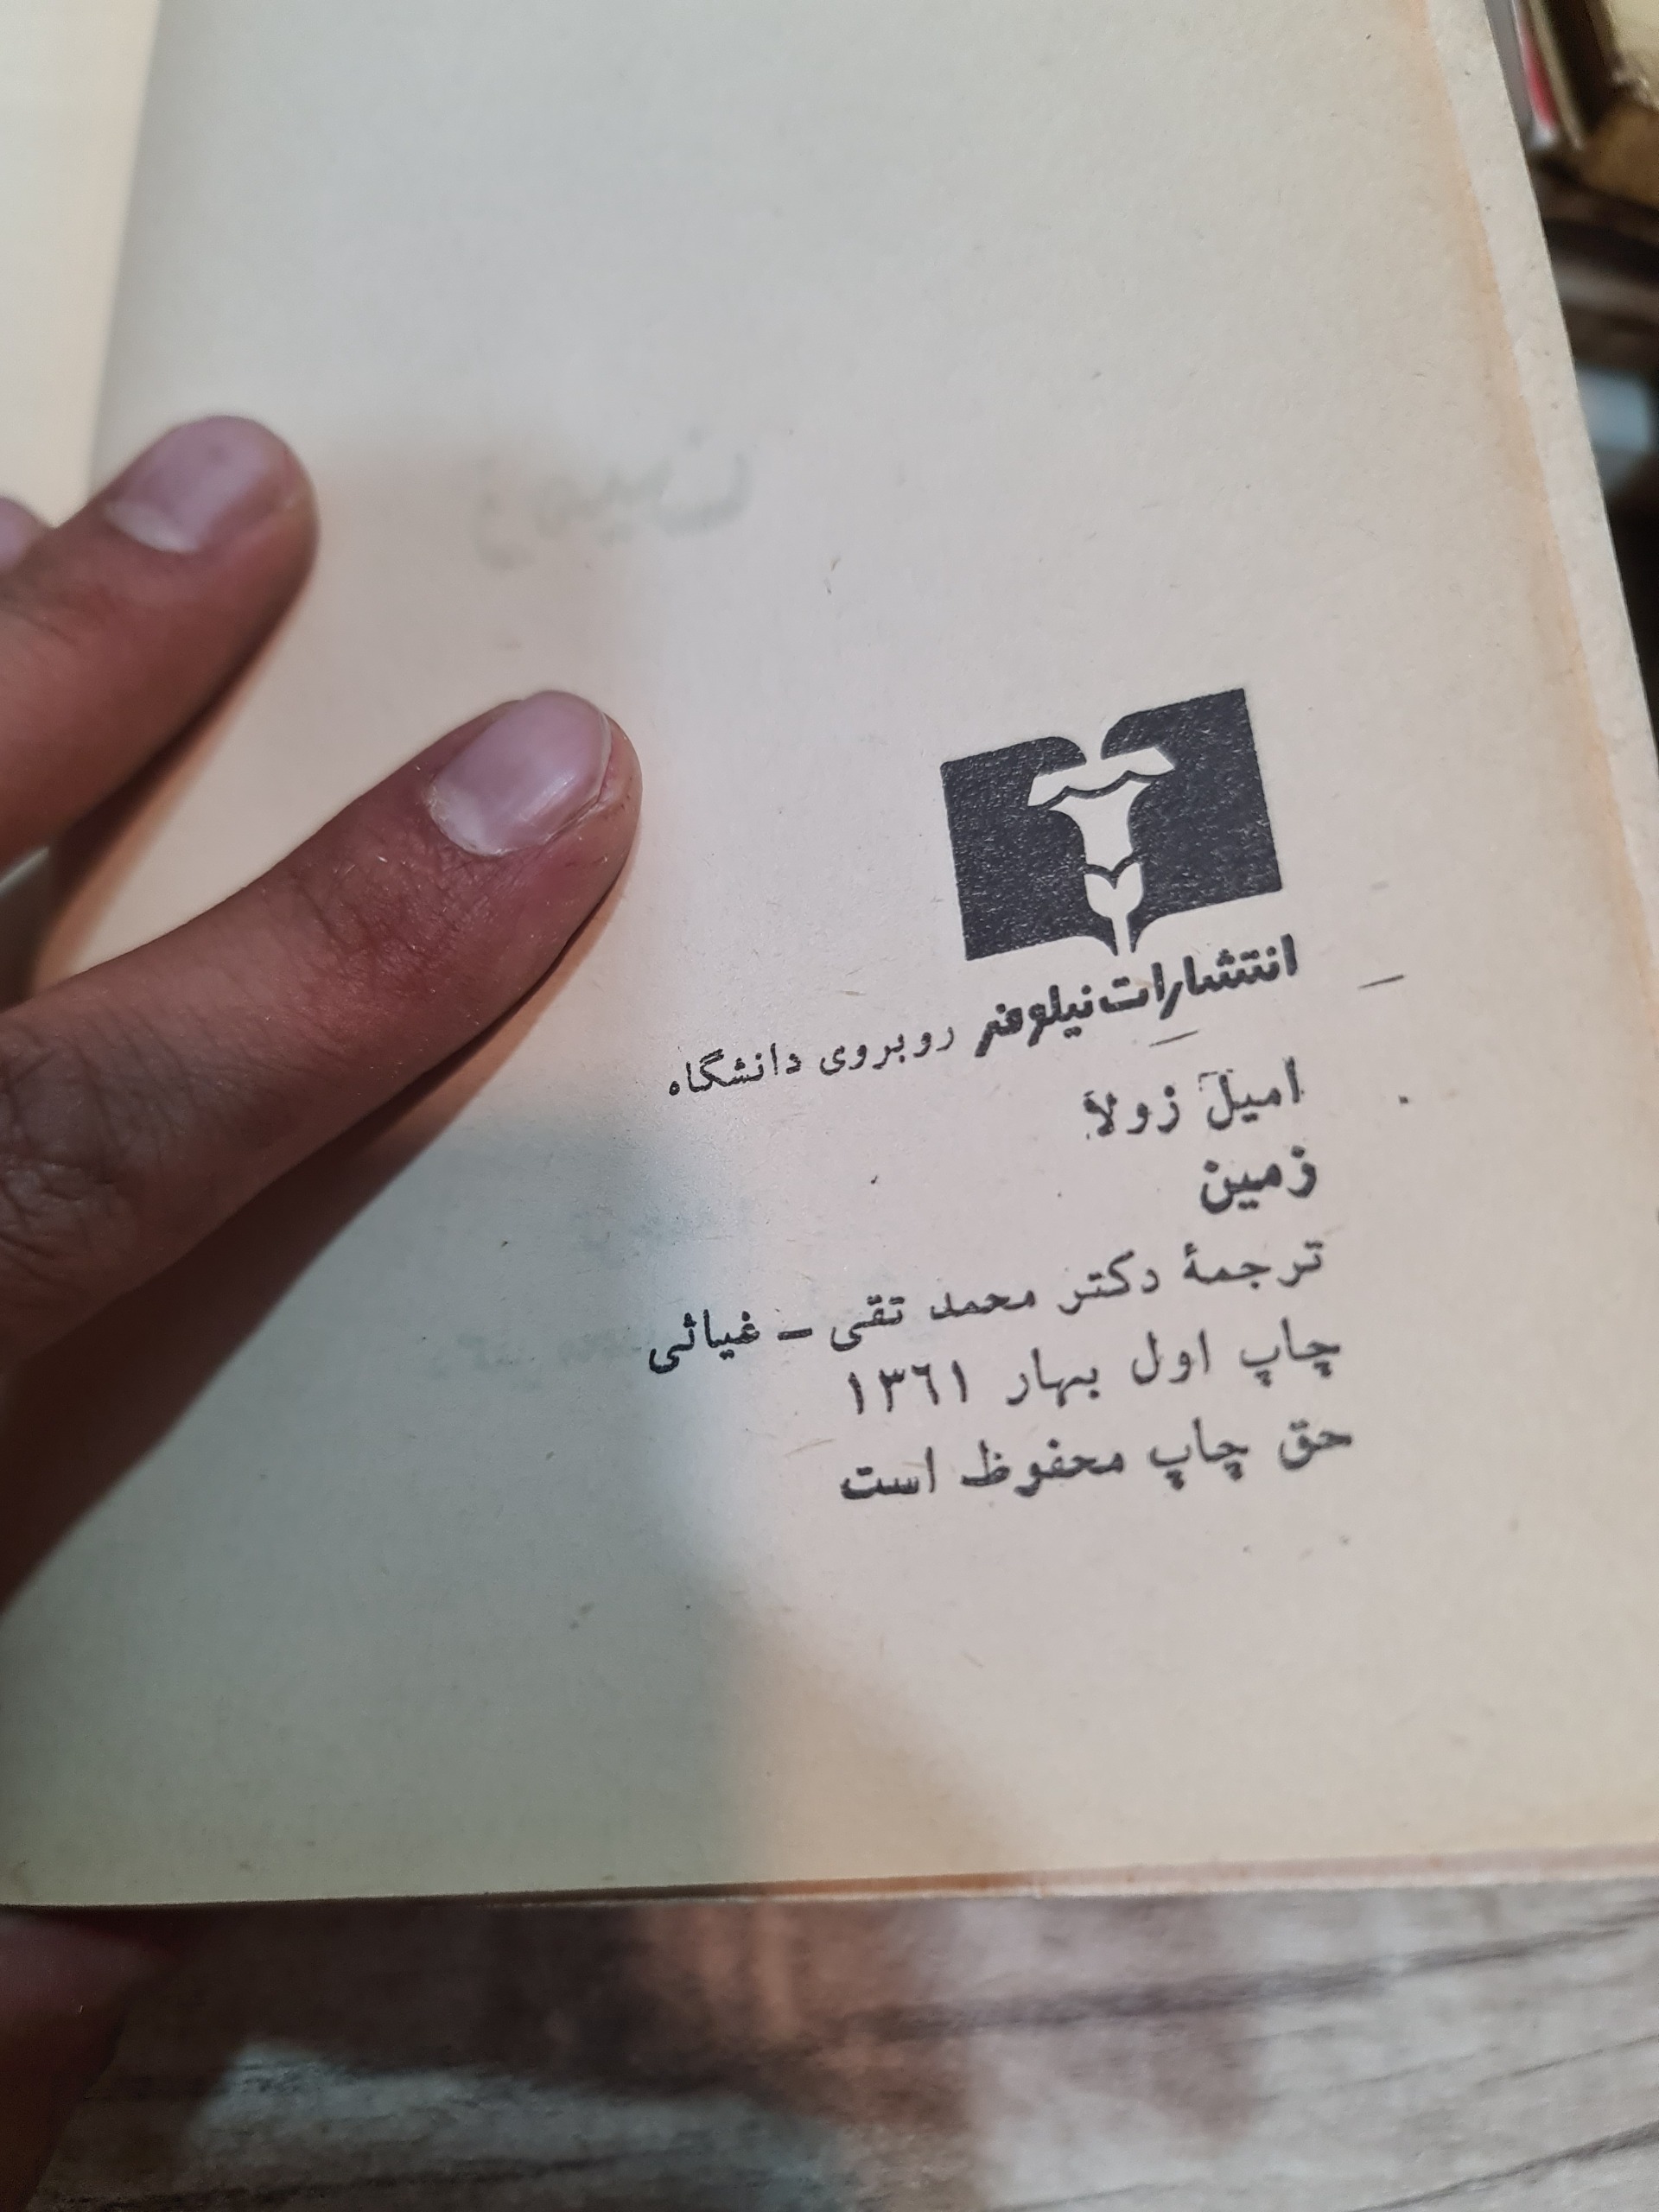 انتشارات نیلوفر روبروی دانشگاه
امیل زولا
زمین
ترجمهٔ دکتر محمد تقی ـ غیاثی
چاپ اول بهار ۱۳۶۱
حق چاپ محفوظ است